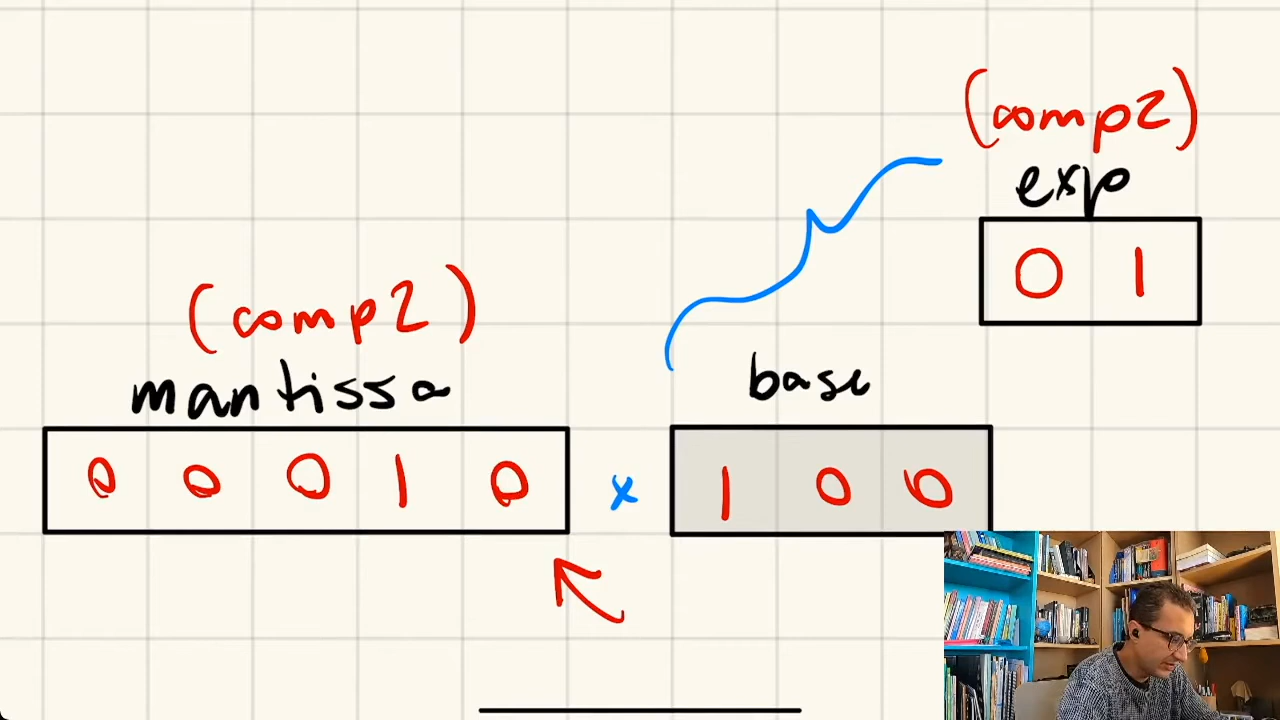 (comp2)
exp
0 1
(comp2)
mantissa
base
0 0 0 1 0 x 1 0 0